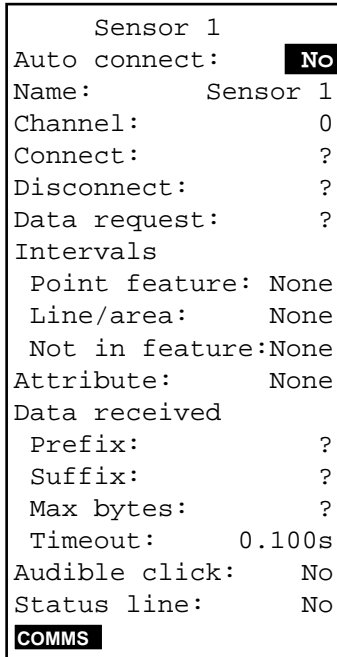 Sensor 1
Auto connect: No
Name: Sensor 1
Channel: 0
Connect: ?
Disconnect: ?
Data request: ?
Intervals
Point feature: None
Line/area: None
Not in feature:None
Attribute: None
Data received
Prefix: ?
Suffix: ?
Max bytes: ?
Timeout: 0.100s
Audible click: No
Status line: No
COMMS